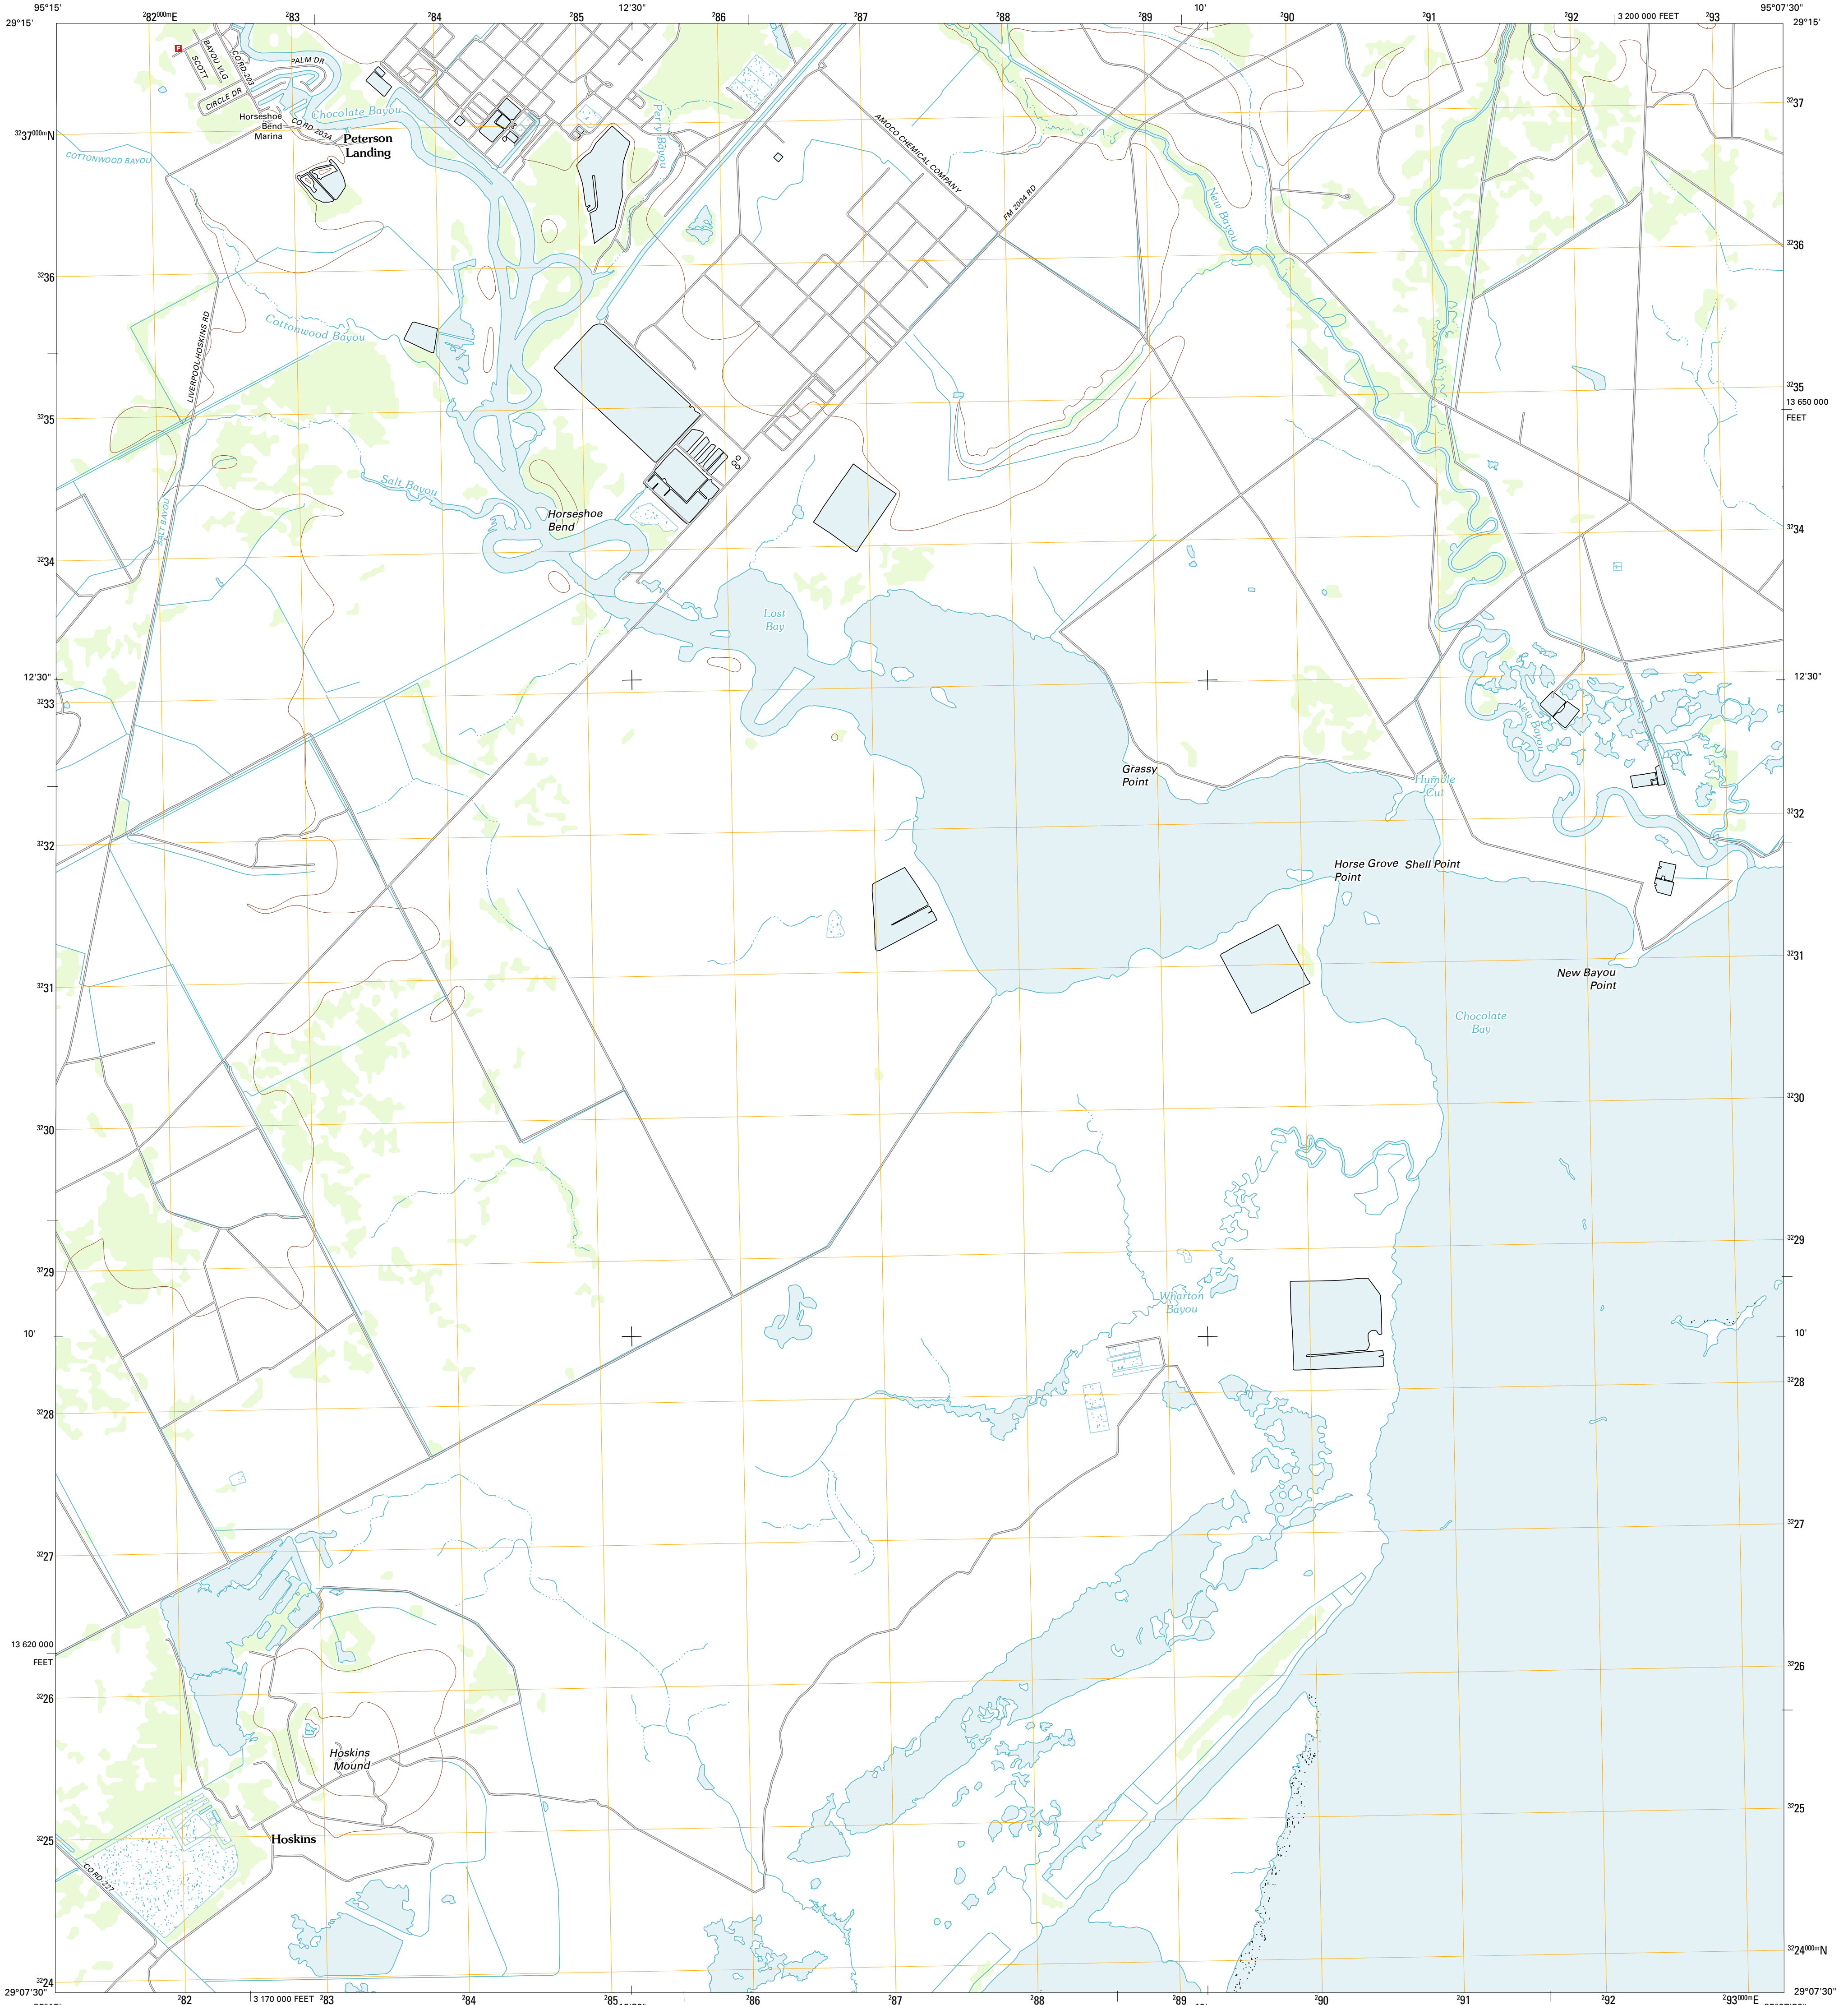 95°15'
²82⁰⁰⁰ᵐE
²83
²84
²85
12'30"
²86
²87
²88
²89
10'
²90
²91
²92
3 200 000 FEET
²93
95°07'30"
29°15'
29°15'
F
BAYOU VLG
SCOTT
CO RD-203
PALM DR
CIRCLE DR
Chocolate Bayou
Horseshoe
Bend
Marina
CO RD 203A
Peterson
Landing
Perry Bayou
AMOCO CHEMICAL COMPANY
FM 2004 RD
New Bayou
³²37⁰⁰⁰ᵐN
³²37
COTTONWOOD BAYOU
³²36
³²36
Cottonwood Bayou
LIVERPOOL-HOSKINS RD
³²35
³²35
13 650 000
FEET
Salt Bayou
SALT BAYOU
Horseshoe
Bend
³²34
³²34
Lost
Bay
12'30"
12'30"
³²33
³²33
New Bayou
Grassy
Point
Humble
Cut
³²32
³²32
Horse Grove
Point
Shell Point
³²31
³²31
New Bayou
Point
Chocolate
Bay
³²30
³²30
³²29
³²29
Wharton
Bayou
10'
10'
³²28
³²28
³²27
³²27
13 620 000
FEET
³²26
³²26
Hoskins
Mound
³²25
³²25
Hoskins
CO RD-227
³²24
³²24⁰⁰⁰ᵐN
29°07'30"
29°07'30"
²82
3 170 000 FEET
²83
²84
²85
²86
²87
²88
²89
²90
²91
²92
²93⁰⁰⁰ᵐE